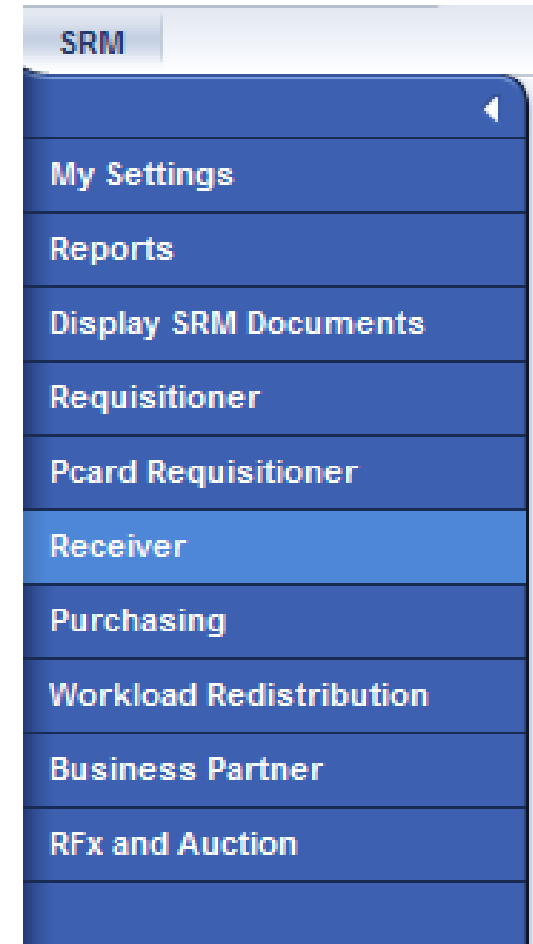 SRM
My Settings
Reports
Display SRM Documents
Requisitioner
Pcard Requisitioner
Receiver
Purchasing
Workload Redistribution
Business Partner
RFx and Auction